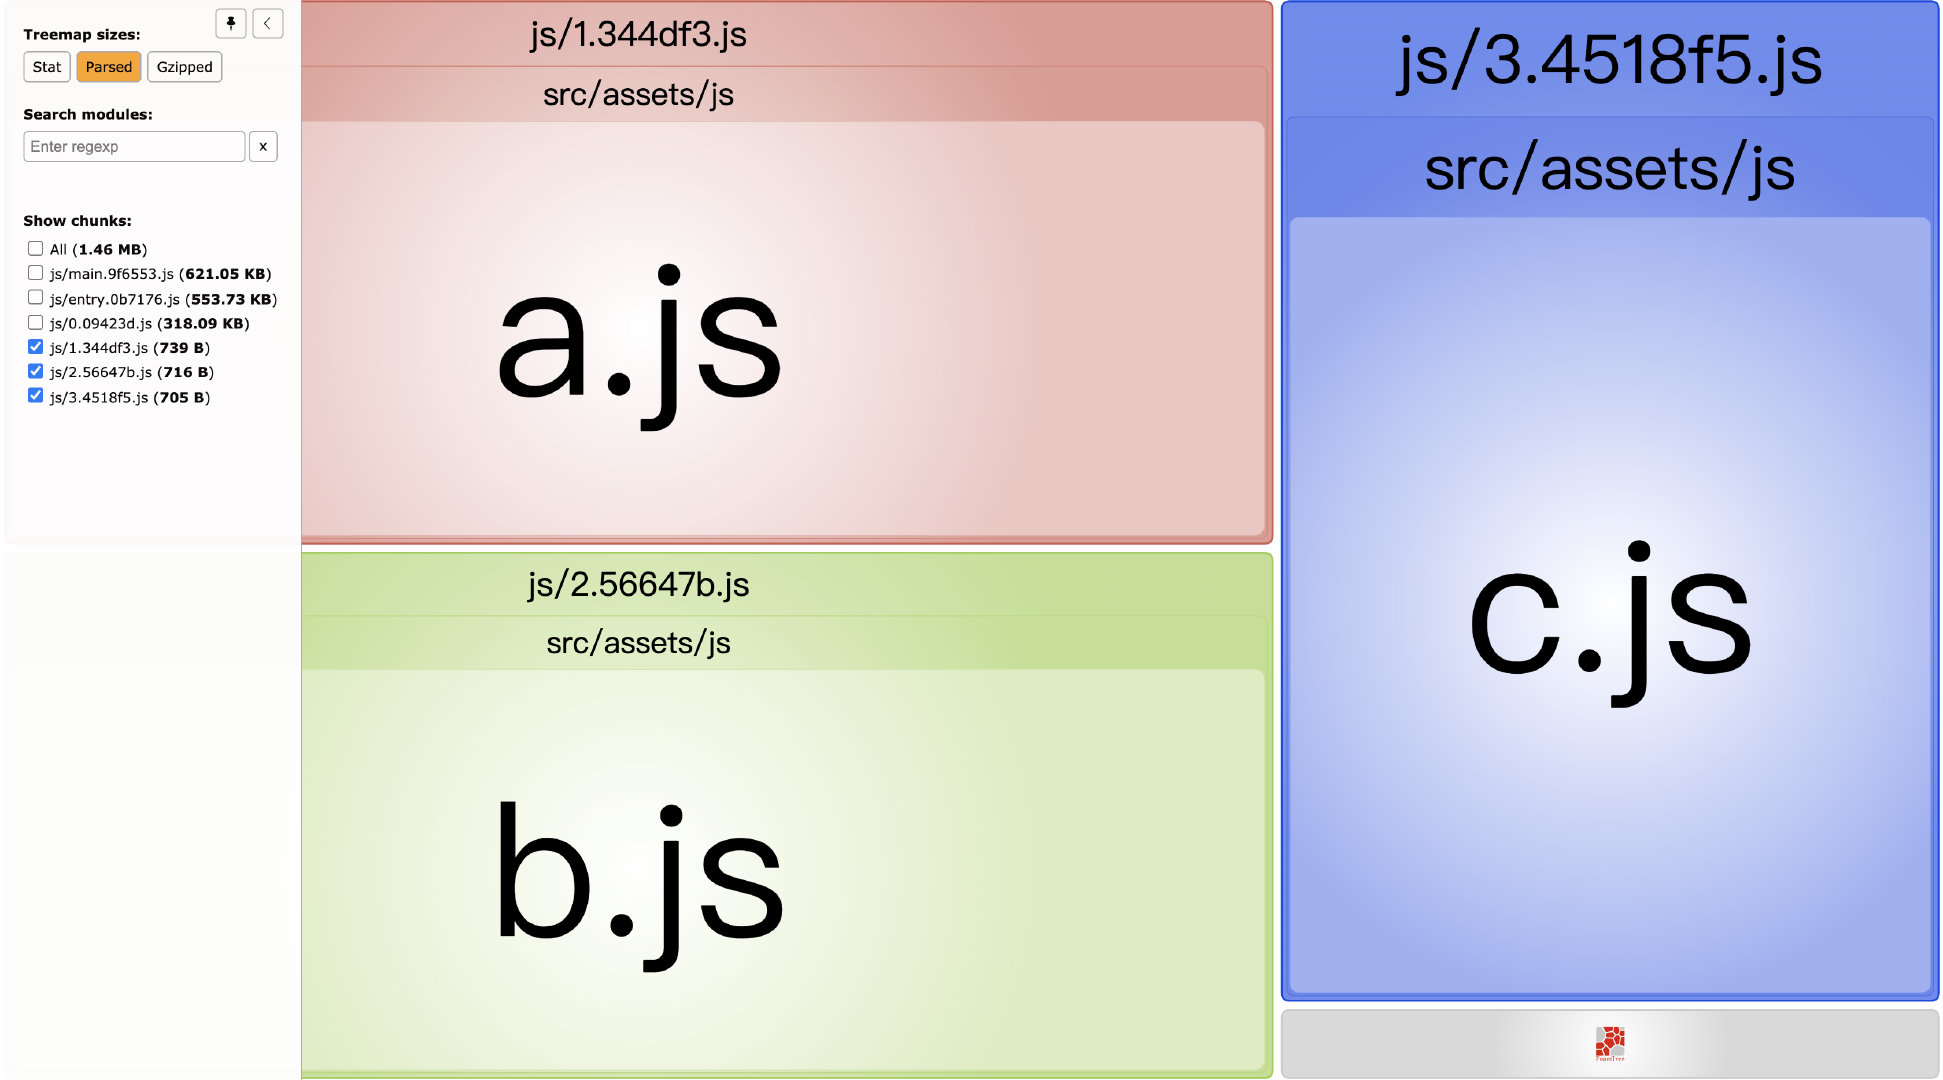 Treemap sizes:
Stat
Parsed
Gzipped
Search modules:
Enter regexp
x
Show chunks:
All (1.46 MB)
js/main.9f6553.js (621.05 KB)
js/entry.0b7176.js (553.73 KB)
js/0.09423d.js (318.09 KB)
js/1.344df3.js (739 B)
js/2.56647b.js (716 B)
js/3.4518f5.js (705 B)
js/1.344df3.js
src/assets/js
a.js
js/2.56647b.js
src/assets/js
b.js
js/3.4518f5.js
src/assets/js
c.js
FoamTree